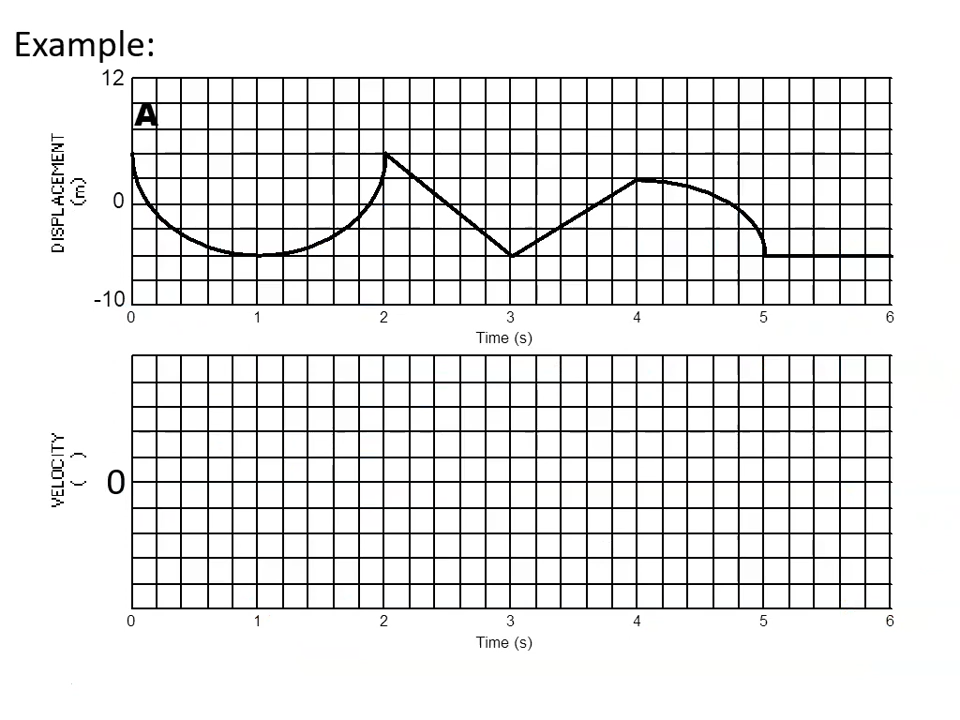 Example:
12
A
DISPLACEMENT
(m)
0
-10
0 1 2 3 4 5 6
Time (s)
VELOCITY
( )
0
0 1 2 3 4 5 6
Time (s)